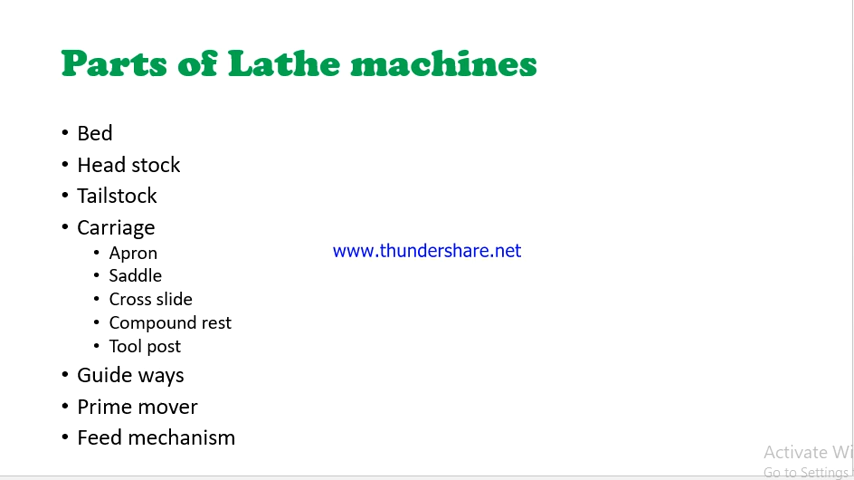 Parts of Lathe machines
• Bed
• Head stock
• Tailstock
• Carriage
• Apron
• Saddle
• Cross slide
• Compound rest
• Tool post
• Guide ways
• Prime mover
• Feed mechanism
www.thundershare.net
Activate Wi
Go to Settings